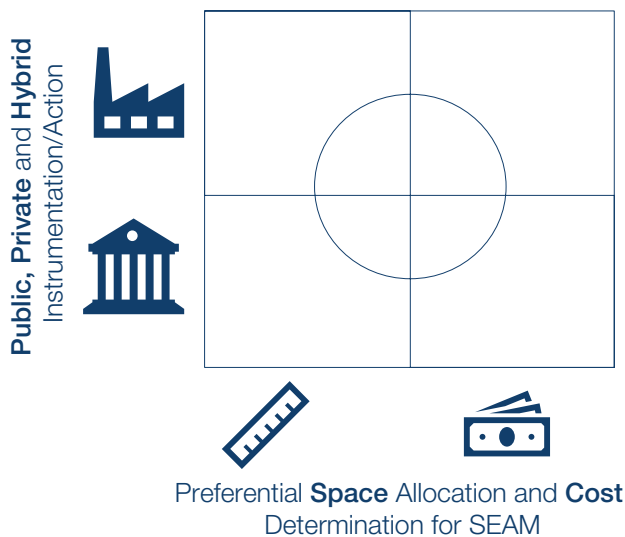 Public, Private and Hybrid
Instrumentation/Action
Preferential Space Allocation and Cost
Determination for SEAM